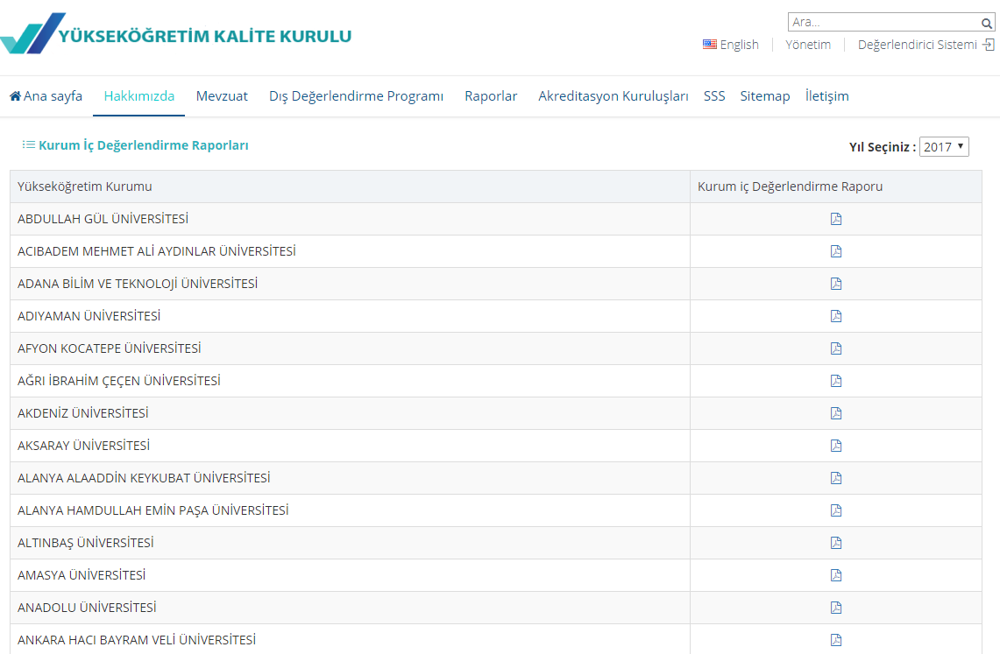 YÜKSEKÖĞRETİM KALİTE KURULU
Ara...
English Yönetim Değerlendirici Sistemi
Ana sayfa Hakkımızda Mevzuat Dış Değerlendirme Programı Raporlar Akreditasyon Kuruluşları SSS Sitemap İletişim
Kurum İç Değerlendirme Raporları
Yıl Seçiniz : 2017
Yükseköğretim Kurumu Kurum iç Değerlendirme Raporu
ABDULLAH GÜL ÜNİVERSİTESİ
ACIBADEM MEHMET ALİ AYDINLAR ÜNİVERSİTESİ
ADANA BİLİM VE TEKNOLOJİ ÜNİVERSİTESİ
ADIYAMAN ÜNİVERSİTESİ
AFYON KOCATEPE ÜNİVERSİTESİ
AĞRI İBRAHİM ÇEÇEN ÜNİVERSİTESİ
AKDENİZ ÜNİVERSİTESİ
AKSARAY ÜNİVERSİTESİ
ALANYA ALAADDİN KEYKUBAT ÜNİVERSİTESİ
ALANYA HAMDULLAH EMİN PAŞA ÜNİVERSİTESİ
ALTINBAŞ ÜNİVERSİTESİ
AMASYA ÜNİVERSİTESİ
ANADOLU ÜNİVERSİTESİ
ANKARA HACI BAYRAM VELİ ÜNİVERSİTESİ